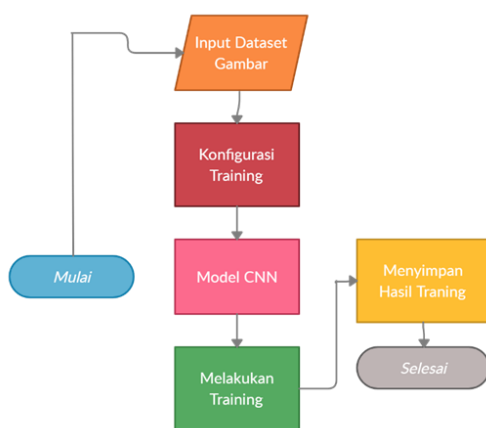 Mulai
Input Dataset
Gambar
Konfigurasi
Training
Model CNN
Melakukan
Training
Menyimpan
Hasil Traning
Selesai